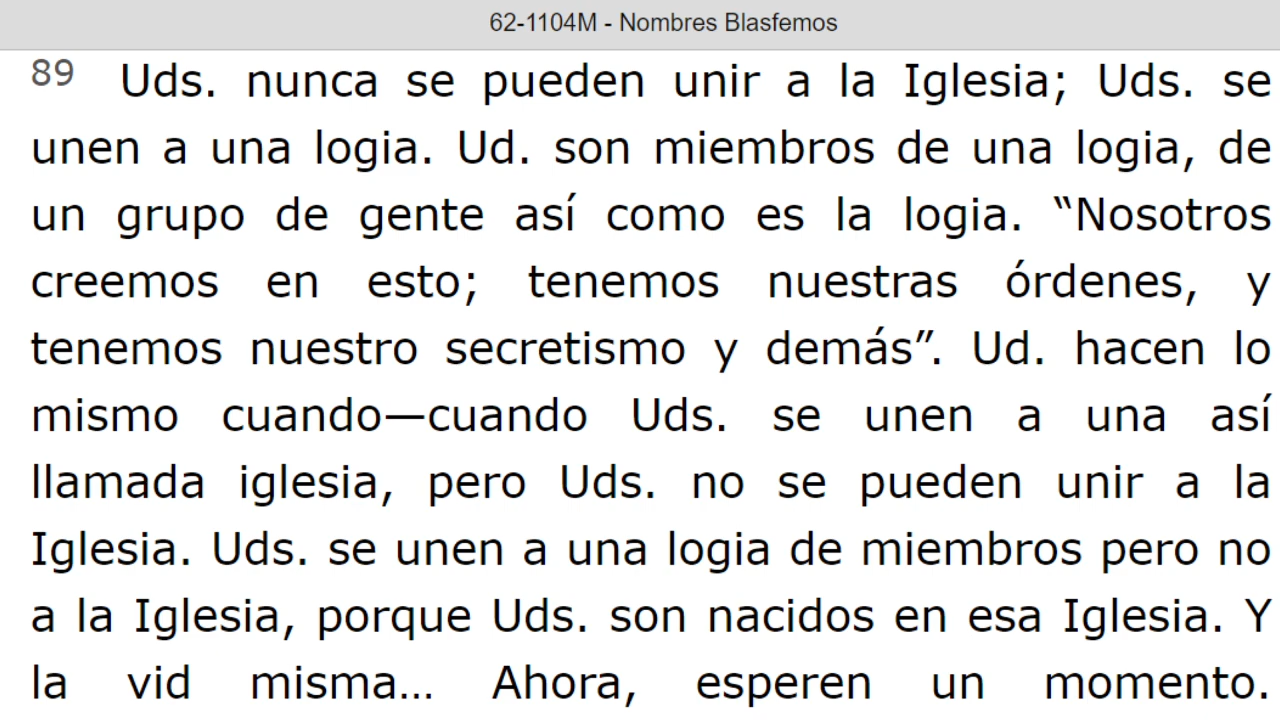 62-1104M - Nombres Blasfemos
89 Uds. nunca se pueden unir a la Iglesia; Uds. se
unen a una logia. Ud. son miembros de una logia, de
un grupo de gente así como es la logia. “Nosotros
creemos en esto; tenemos nuestras órdenes, y
tenemos nuestro secretismo y demás”. Ud. hacen lo
mismo cuando—cuando Uds. se unen a una así
llamada iglesia, pero Uds. no se pueden unir a la
Iglesia. Uds. se unen a una logia de miembros pero no
a la Iglesia, porque Uds. son nacidos en esa Iglesia. Y
la vid misma... Ahora, esperen un momento.